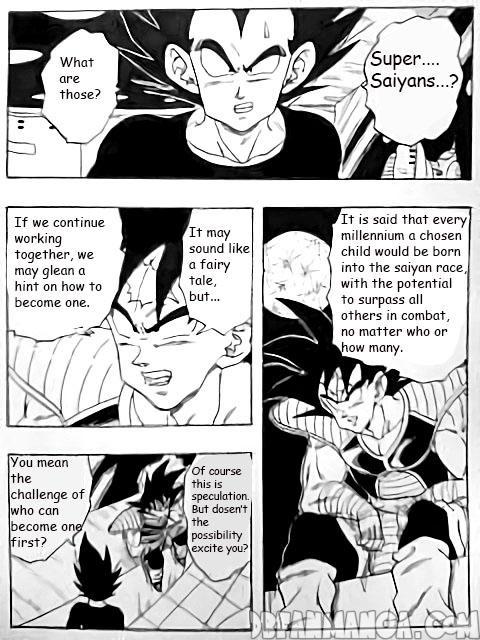 Super....
Saiyans...?
What
are
those?
It is said that every
millennium a chosen
child would be born
into the saiyan race,
with the potential
to surpass all
others in combat,
no matter who or
how many.
It may
sound like
a fairy
tale,
but...
If we continue
working
together, we
may glean a
hint on how to
become one.
Of course
this is
speculation.
But dosen't
the
possibility
excite you?
You mean
the
challenge of
who can
become one
first?
DBFANMANGA.COM